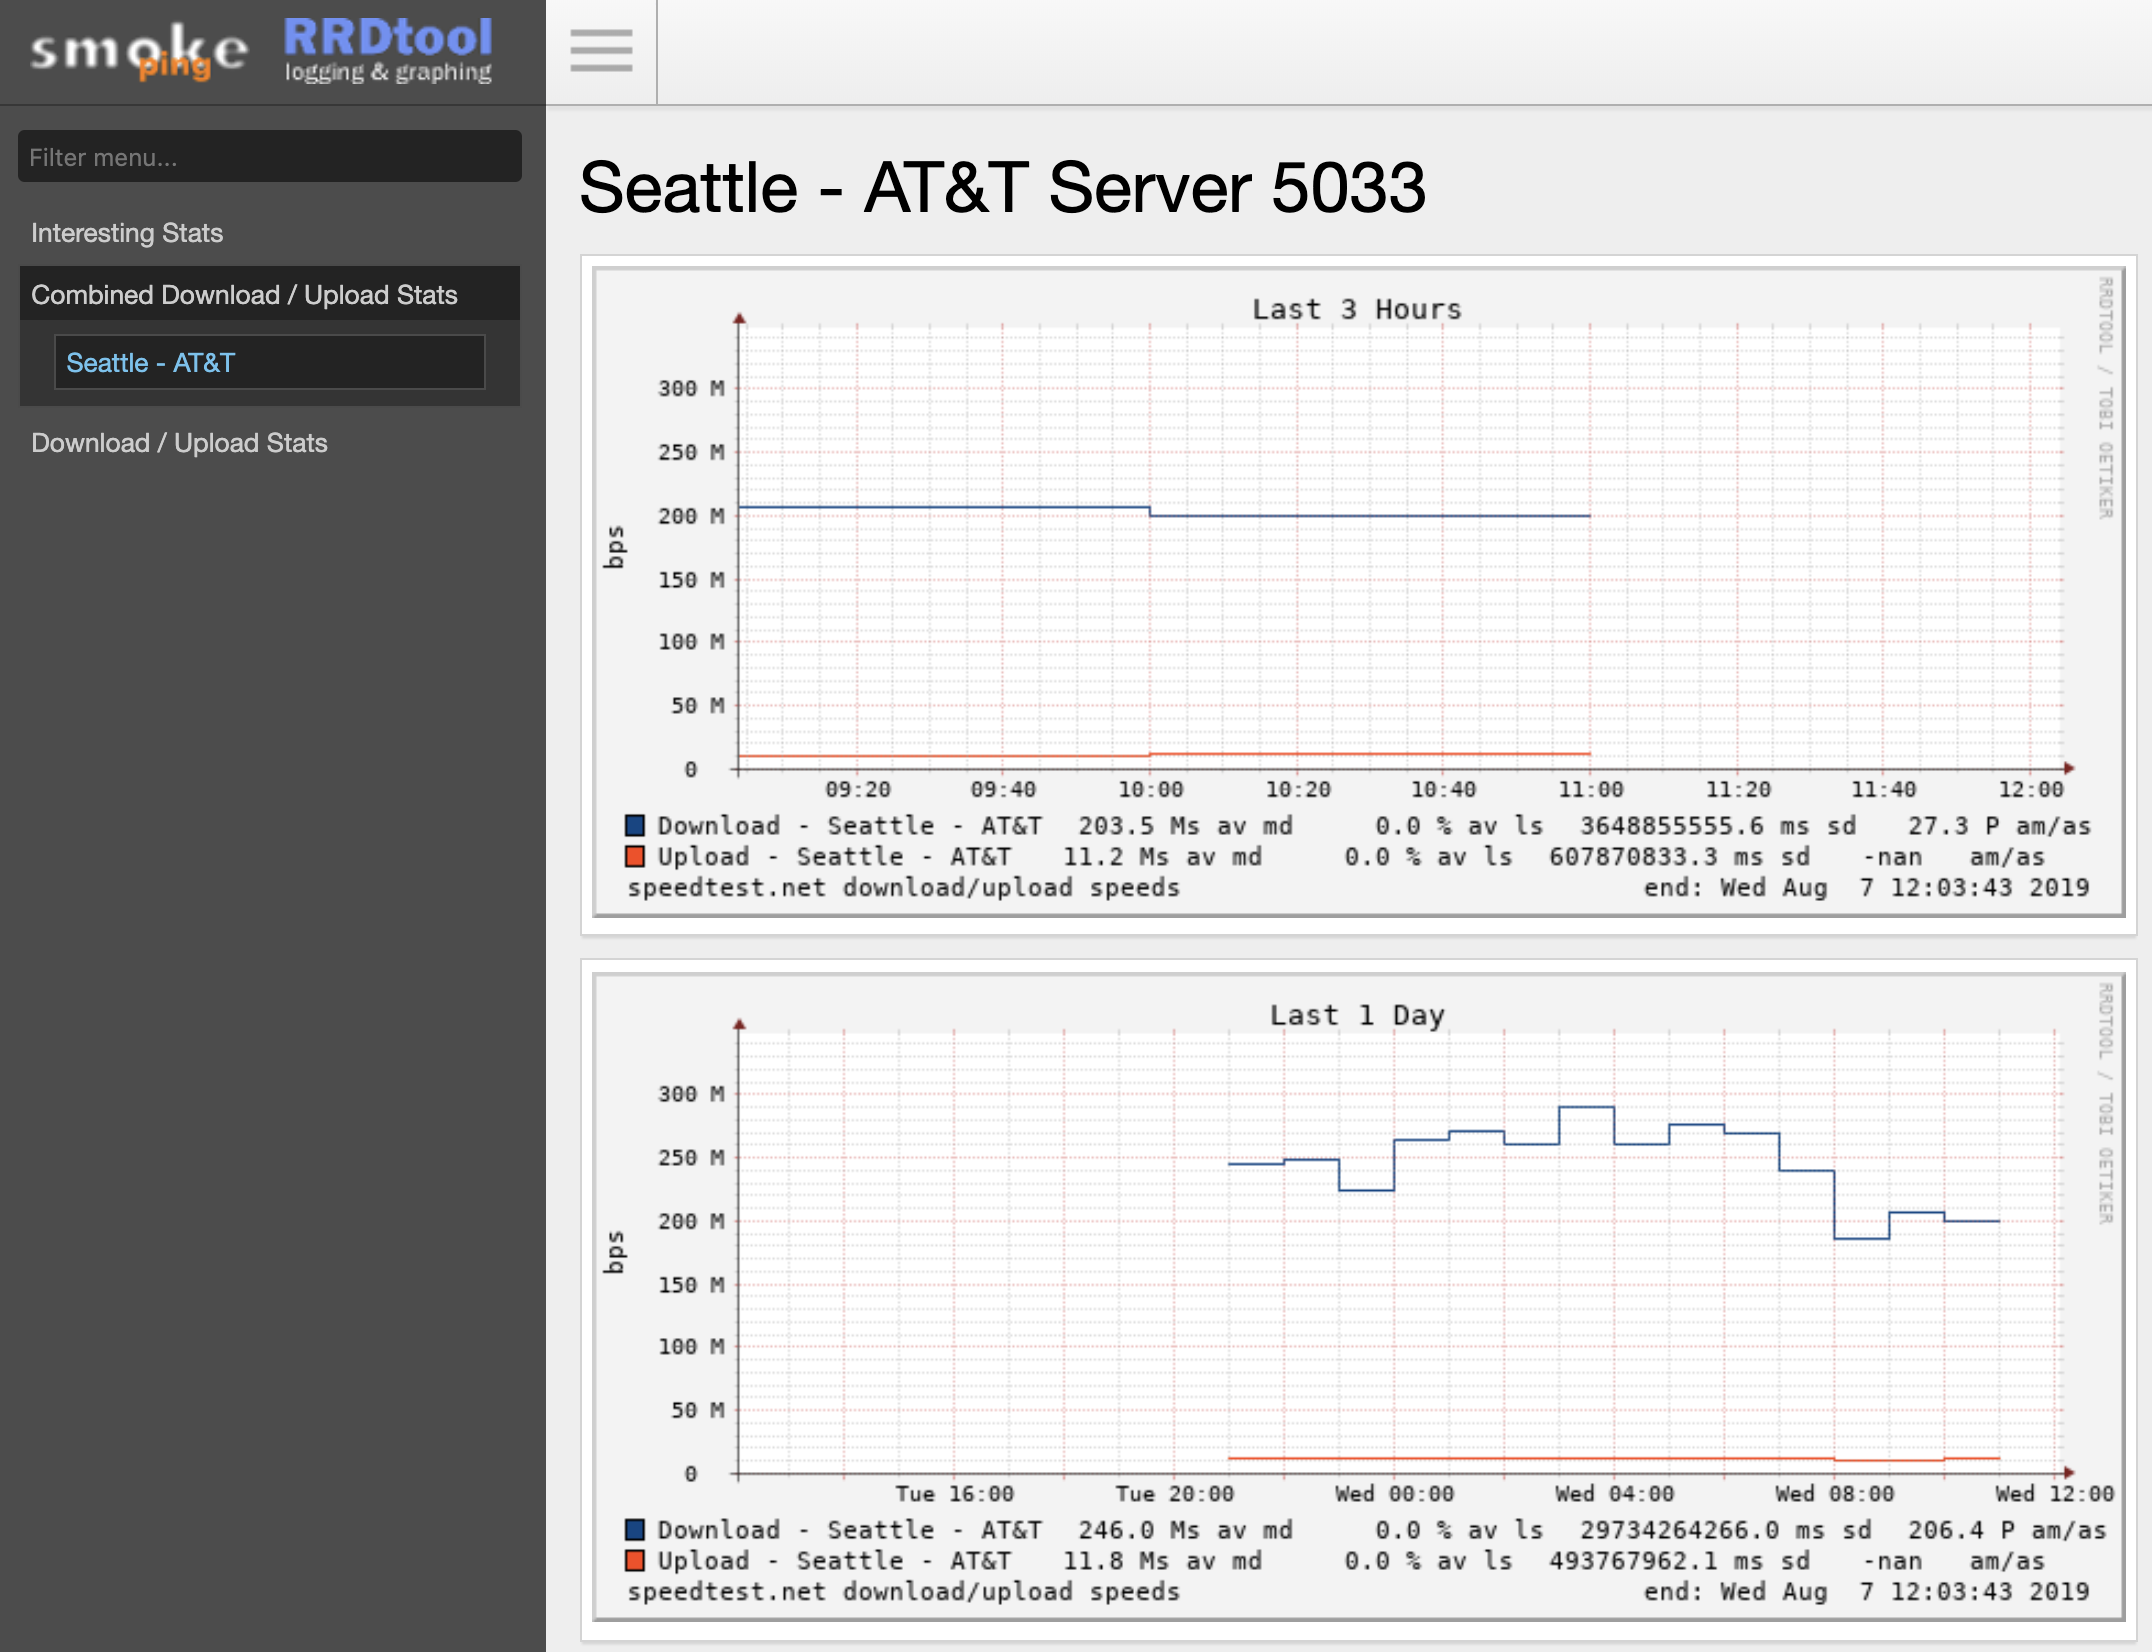 smokeping
RRDtool
logging & graphing
Filter menu...
Interesting Stats
Combined Download / Upload Stats
Seattle - AT&T
Download / Upload Stats
Seattle - AT&T Server 5033
Last 3 Hours
RRDTOOL / TOBI OETIKER
bps
300 M
250 M
200 M
150 M
100 M
50 M
0
09:20 09:40 10:00 10:20 10:40 11:00 11:20 11:40 12:00
Download - Seattle - AT&T 203.5 Ms av md 0.0 % av ls 3648855555.6 ms sd 27.3 P am/as
Upload - Seattle - AT&T 11.2 Ms av md 0.0 % av ls 607870833.3 ms sd -nan am/as
speedtest.net download/upload speeds end: Wed Aug 7 12:03:43 2019
Last 1 Day
RRDTOOL / TOBI OETIKER
bps
300 M
250 M
200 M
150 M
100 M
50 M
0
Tue 16:00 Tue 20:00 Wed 00:00 Wed 04:00 Wed 08:00 Wed 12:00
Download - Seattle - AT&T 246.0 Ms av md 0.0 % av ls 29734264266.0 ms sd 206.4 P am/as
Upload - Seattle - AT&T 11.8 Ms av md 0.0 % av ls 493767962.1 ms sd -nan am/as
speedtest.net download/upload speeds end: Wed Aug 7 12:03:43 2019